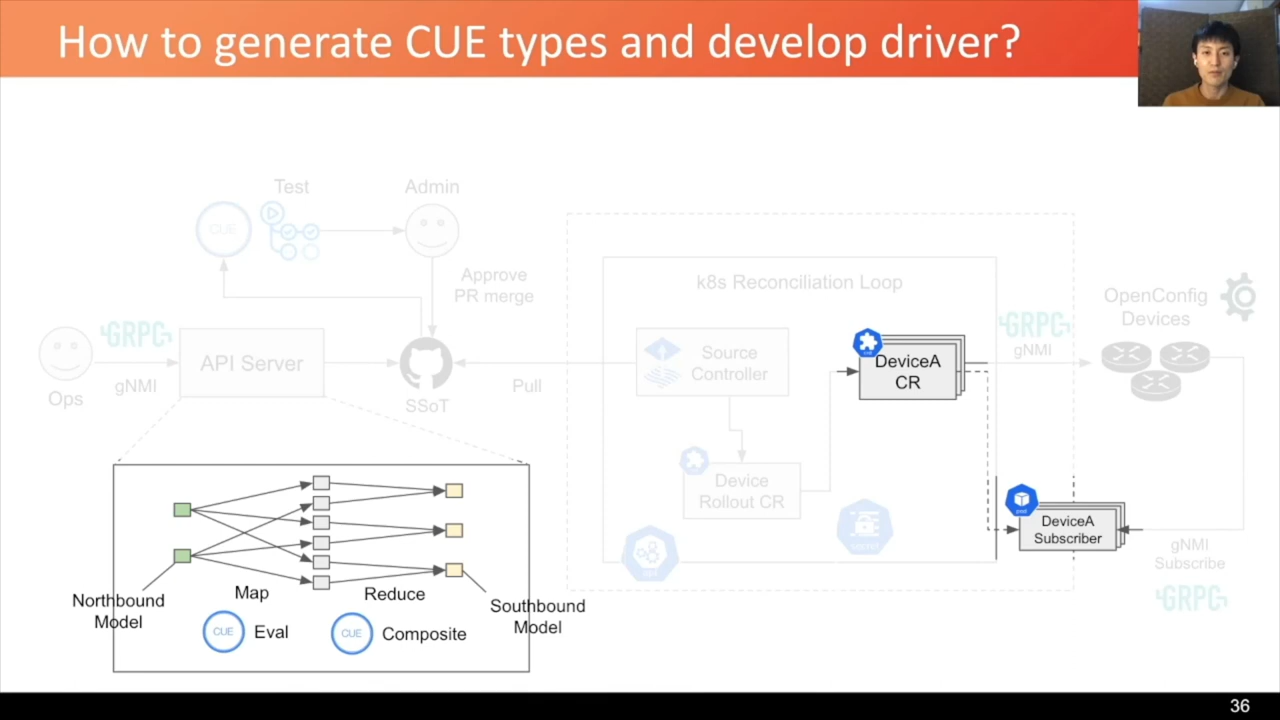 How to generate CUE types and develop driver?
Test
Admin
CUE
Approve
PR merge
k8s Reconciliation Loop
OpenConfig
Devices
GRPC
gNMI
API Server
Ops
SSoT
Pull
Source
Controller
DeviceA
CR
GRPC
gNMI
Device
Rollout CR
DeviceA
Subscriber
gNMI
Subscribe
GRPC
Northbound
Model
Map
Reduce
Southbound
Model
CUE
Eval
CUE
Composite
36